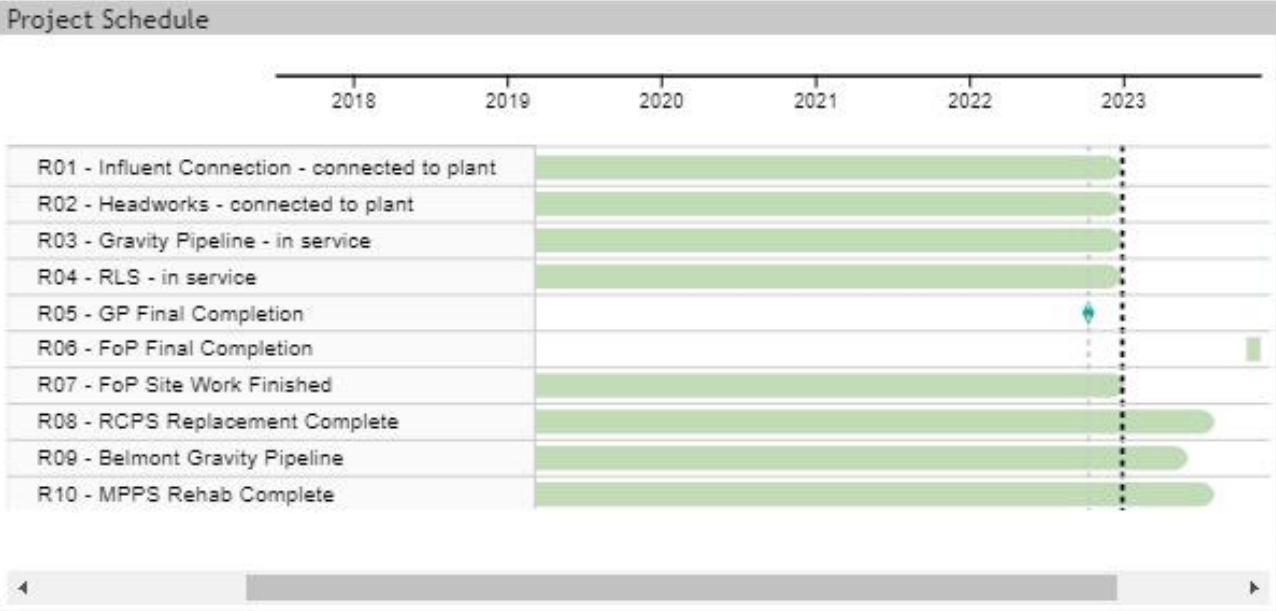 Project Schedule
2018 2019 2020 2021 2022 2023
R01 - Influent Connection - connected to plant
R02 - Headworks - connected to plant
R03 - Gravity Pipeline - in service
R04 - RLS - in service
R05 - GP Final Completion
R06 - FoP Final Completion
R07 - FoP Site Work Finished
R08 - RCPS Replacement Complete
R09 - Belmont Gravity Pipeline
R10 - MPPS Rehab Complete